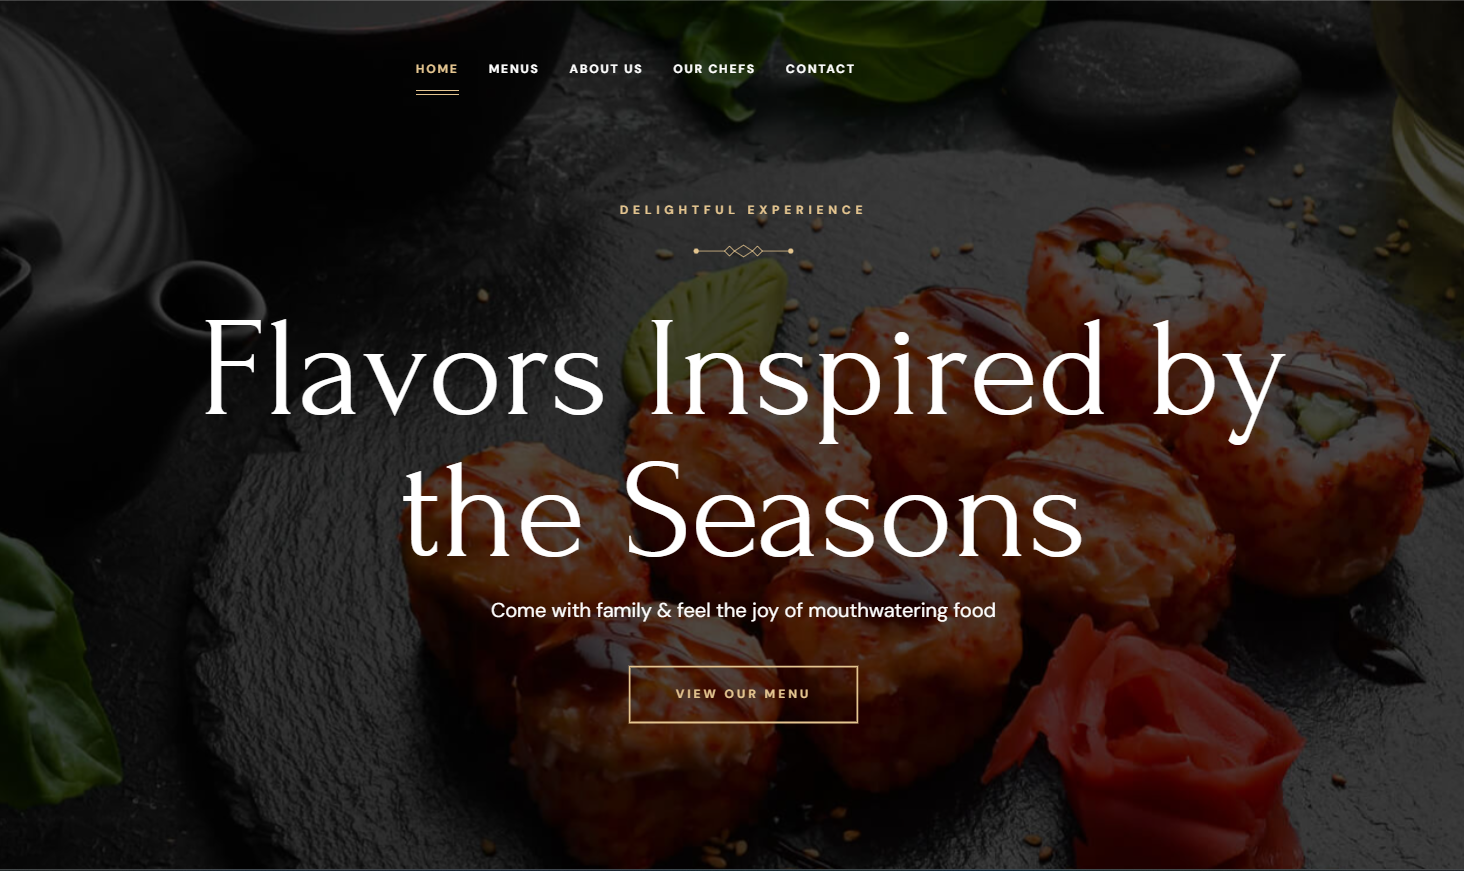 HOME MENUS ABOUT US OUR CHEFS CONTACT
DELIGHTFUL EXPERIENCE
Flavors Inspired by
the Seasons
Come with family & feel the joy of mouthwatering food
VIEW OUR MENU